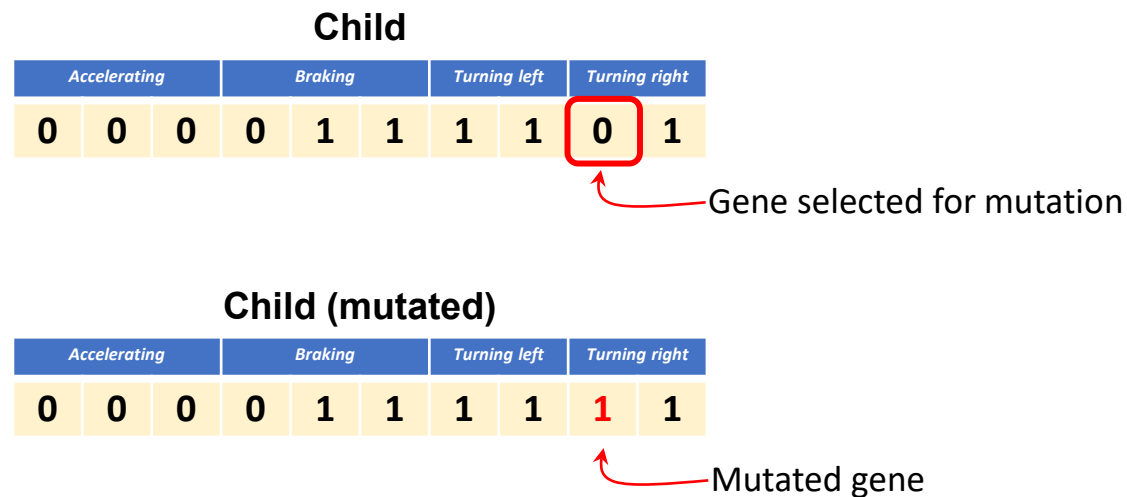 Child
Accelerating Braking Turning left Turning right
0 0 0 0 1 1 1 1 0 1
Gene selected for mutation
Child (mutated)
Accelerating Braking Turning left Turning right
0 0 0 0 1 1 1 1 1 1
Mutated gene